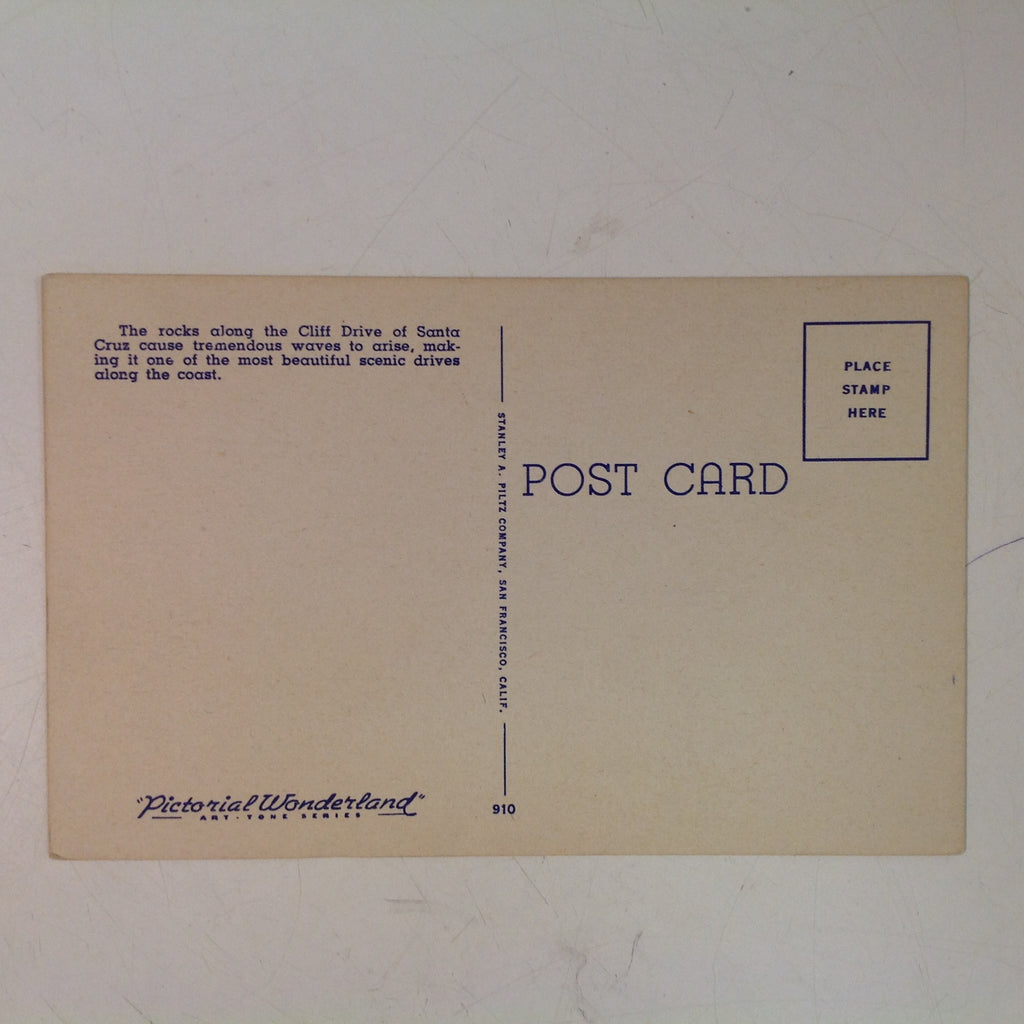 The rocks along the Cliff Drive of Santa
Cruz cause tremendous waves to arise, mak-
ing it one of the most beautiful scenic drives
along the coast.
"Pictorial Wonderland"
ART-TONE SERIES
STANLEY A. PILTZ COMPANY, SAN FRANCISCO, CALIF.
910
POST CARD
PLACE
STAMP
HERE